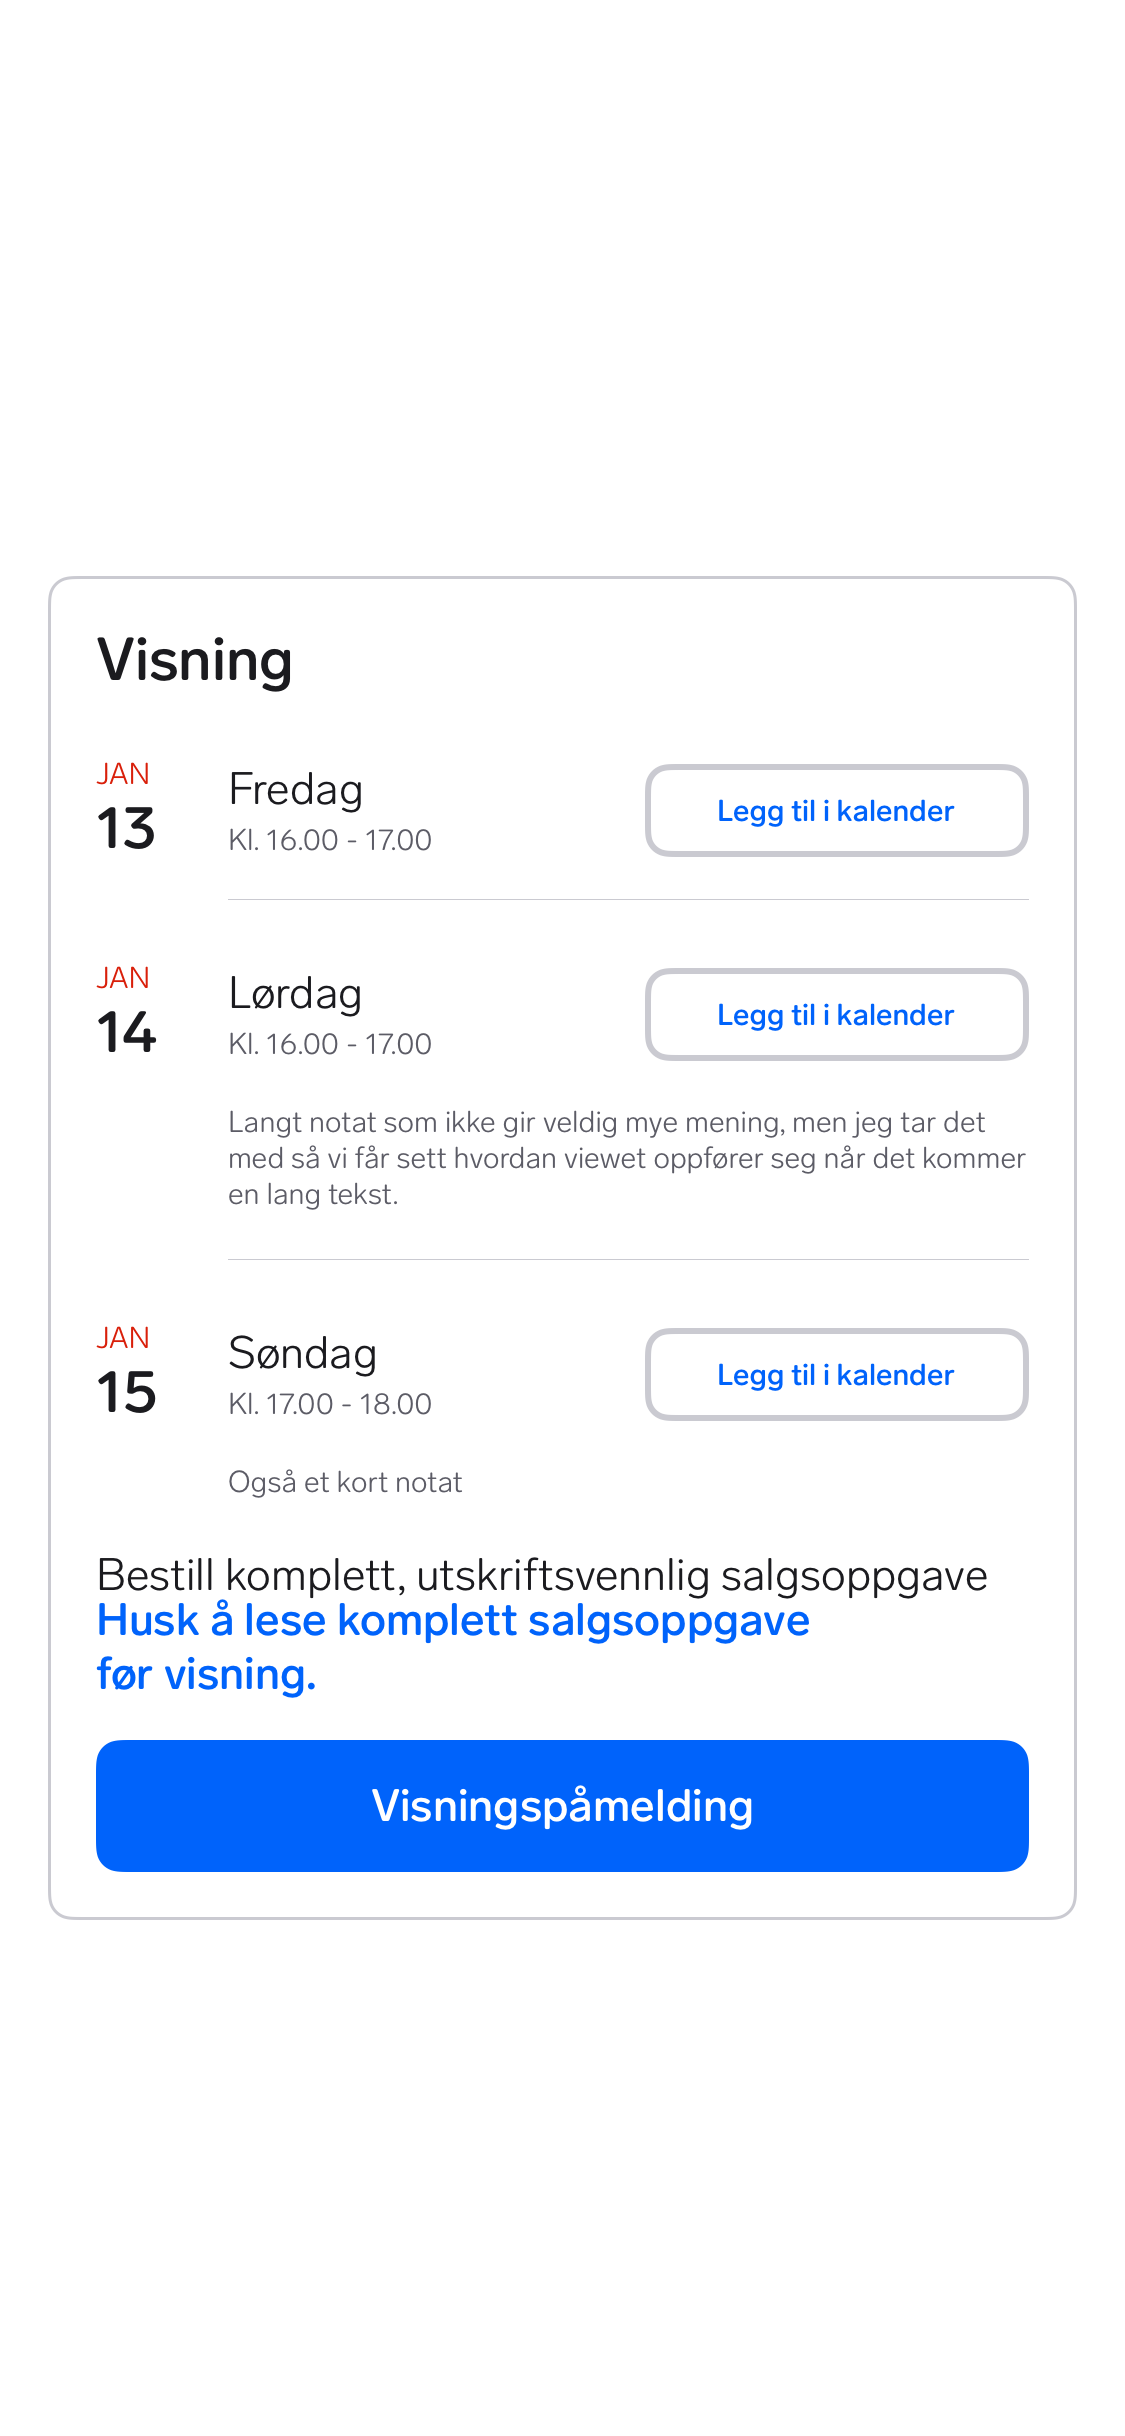 Visning
JAN
13
Fredag
Kl. 16.00 - 17.00
Legg til i kalender
JAN
14
Lørdag
Kl. 16.00 - 17.00
Legg til i kalender
Langt notat som ikke gir veldig mye mening, men jeg tar det
med så vi får sett hvordan viewet oppfører seg når det kommer
en lang tekst.
JAN
15
Søndag
Kl. 17.00 - 18.00
Legg til i kalender
Også et kort notat
Bestill komplett, utskriftsvennlig salgsoppgave
Husk å lese komplett salgsoppgave
før visning.
Visningspåmelding